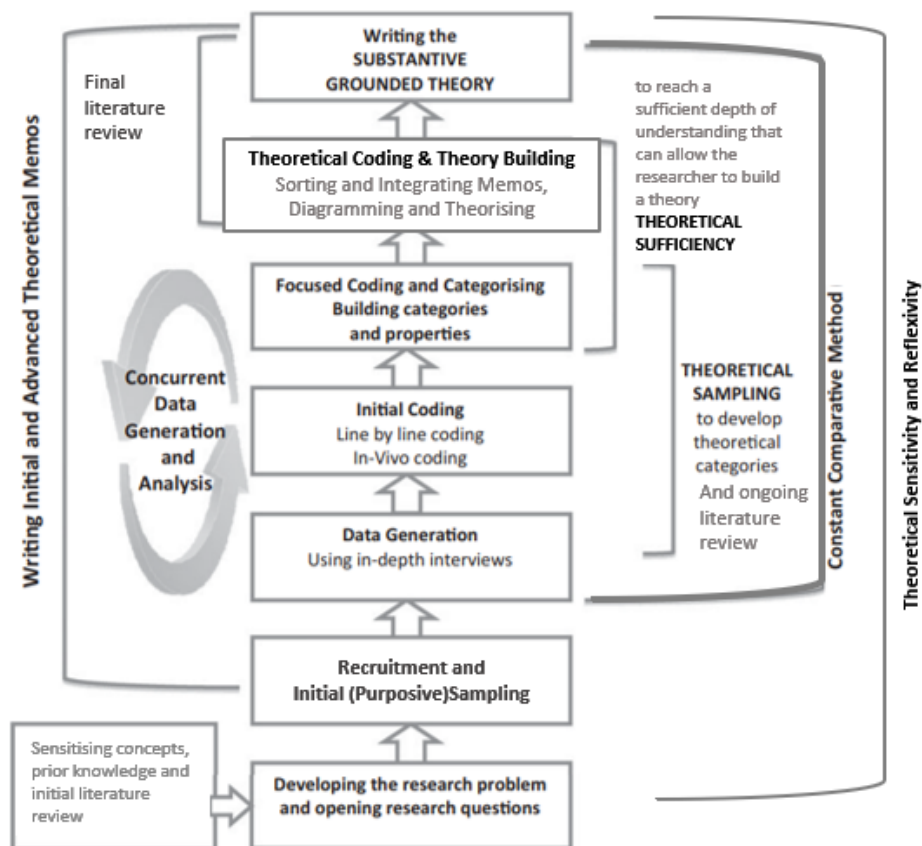 Writing the
SUBSTANTIVE
GROUNDED THEORY
Final
literature
review
to reach a
sufficient depth of
understanding that
can allow the
researcher to build
a theory
THEORETICAL
SUFFICIENCY
Theoretical Coding & Theory Building
Sorting and Integrating Memos,
Diagramming and Theorising
Focused Coding and Categorising
Building categories
and properties
Concurrent
Data
Generation
and
Analysis
Initial Coding
Line by line coding
In-Vivo coding
THEORETICAL
SAMPLING
to develop
theoretical
categories
And ongoing
literature
review
Data Generation
Using in-depth interviews
Recruitment and
Initial (Purposive)Sampling
Sensitising concepts,
prior knowledge and
initial literature
review
Developing the research problem
and opening research questions
Writing Initial and Advanced Theoretical Memos
Constant Comparative Method
Theoretical Sensitivity and Reflexivity